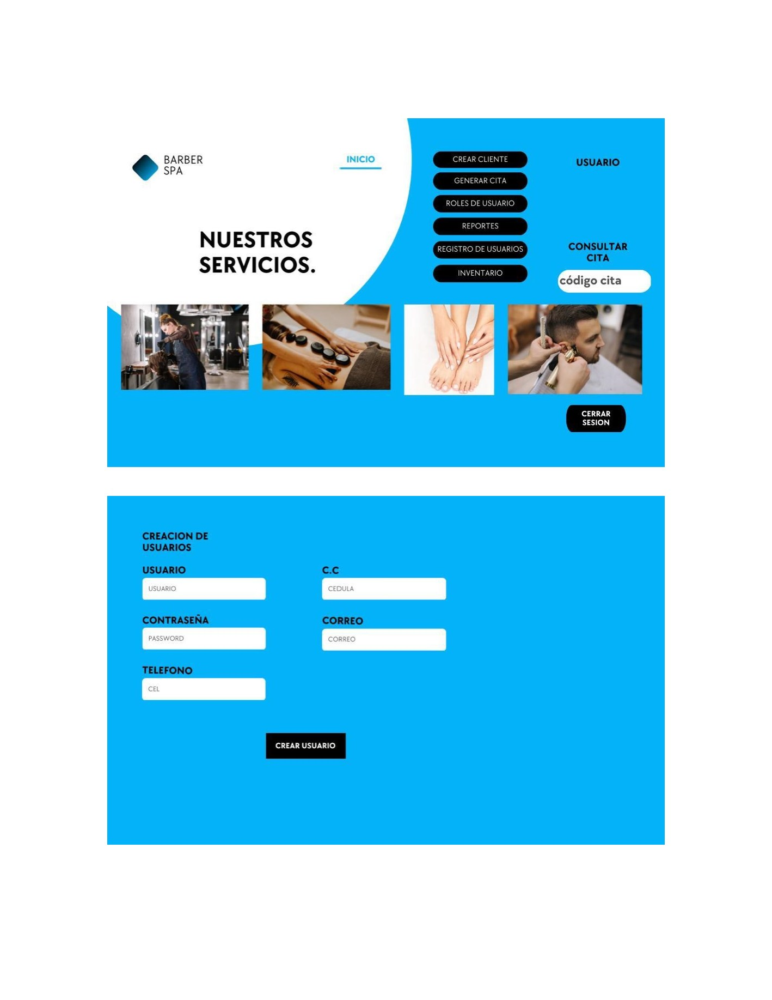 BARBER
SPA
INICIO
CREAR CLIENTE
GENERAR CITA
ROLES DE USUARIO
REPORTES
REGISTRO DE USUARIOS
INVENTARIO
USUARIO
NUESTROS
SERVICIOS.
CONSULTAR
CITA
código cita
CERRAR
SESION
CREACION DE
USUARIOS
USUARIO
USUARIO
C.C
CEDULA
CONTRASEÑA
PASSWORD
CORREO
CORREO
TELEFONO
CEL
CREAR USUARIO